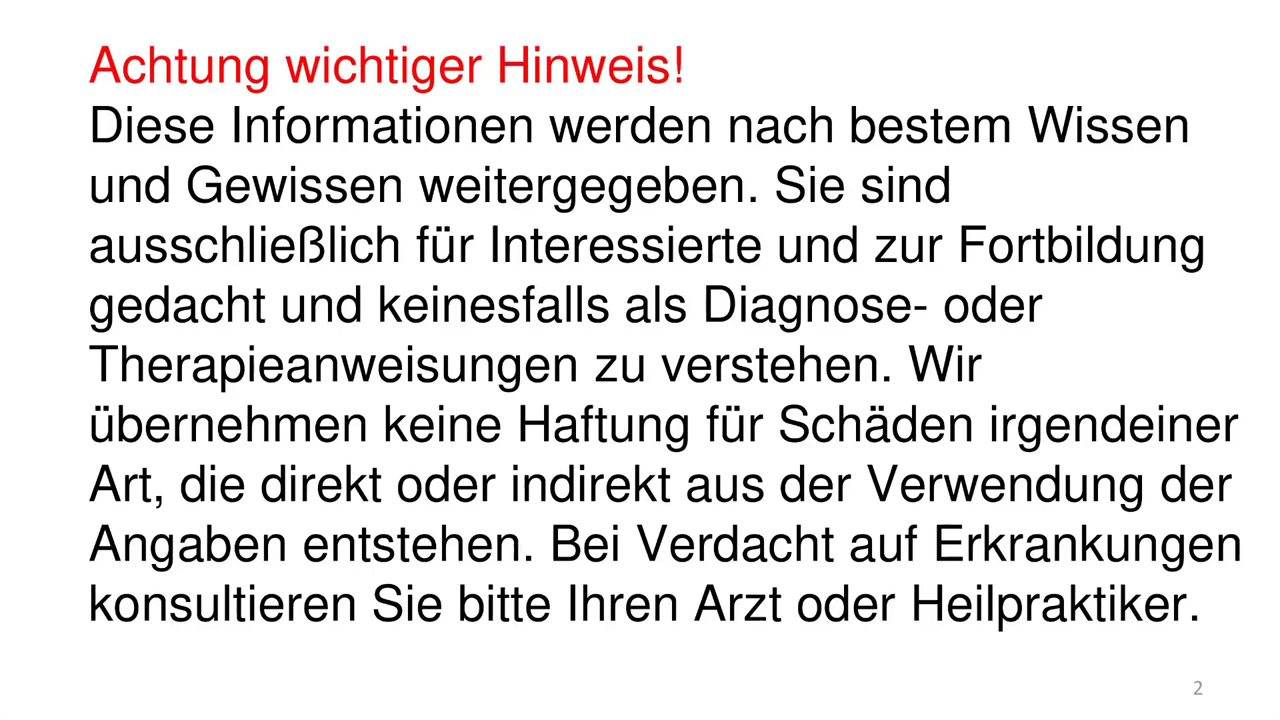 Achtung wichtiger Hinweis!
Diese Informationen werden nach bestem Wissen
und Gewissen weitergegeben. Sie sind
ausschließlich für Interessierte und zur Fortbildung
gedacht und keinesfalls als Diagnose- oder
Therapieanweisungen zu verstehen. Wir
übernehmen keine Haftung für Schäden irgendeiner
Art, die direkt oder indirekt aus der Verwendung der
Angaben entstehen. Bei Verdacht auf Erkrankungen
konsultieren Sie bitte Ihren Arzt oder Heilpraktiker.
2